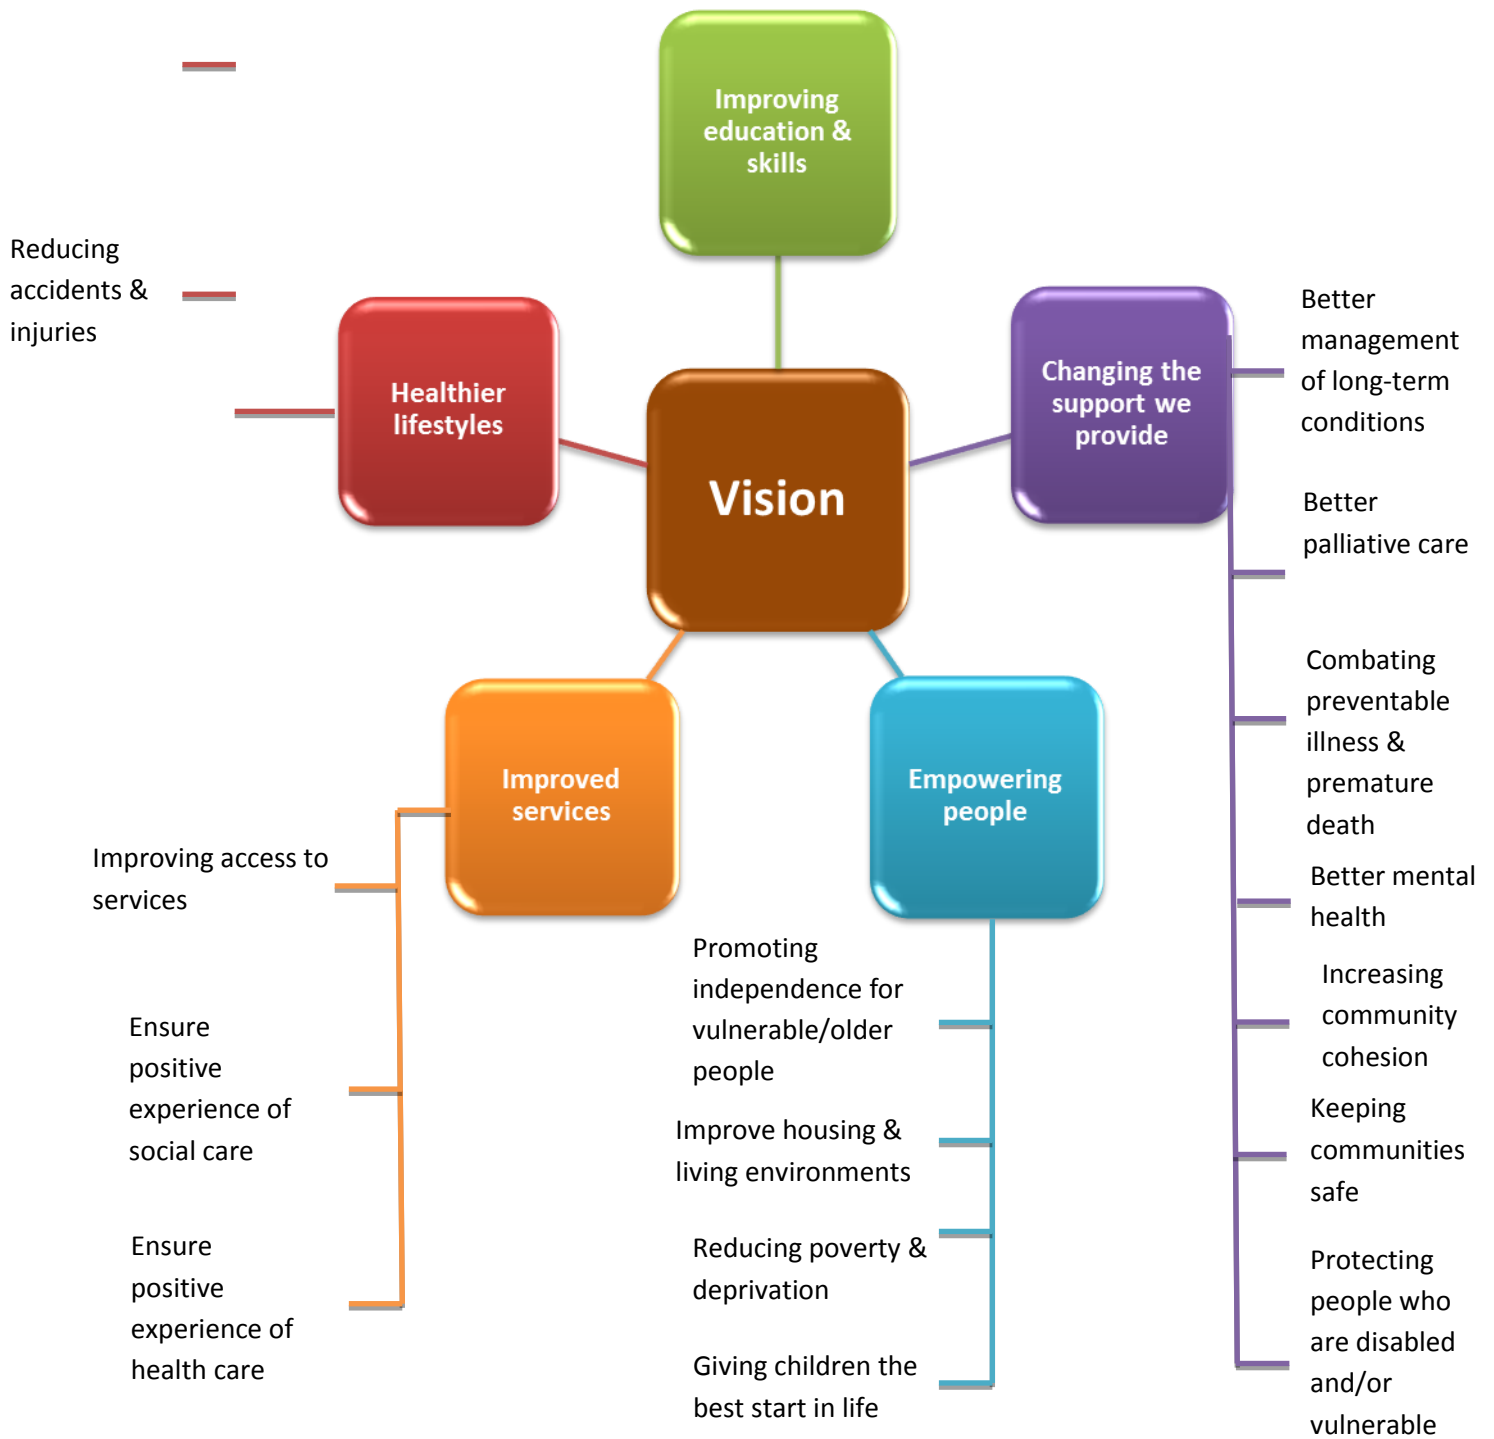 Improving
education &
skills
Reducing
accidents &
injuries
Healthier
lifestyles
Changing the
support we
provide
Vision
Better
management
of long-term
conditions
Better
palliative care
Combating
preventable
illness &
premature
death
Better mental
health
Increasing
community
cohesion
Keeping
communities
safe
Protecting
people who
are disabled
and/or
vulnerable
Improved
services
Improving access to
services
Ensure
positive
experience of
social care
Ensure
positive
experience of
health care
Empowering
people
Promoting
independence for
vulnerable/older
people
Improve housing &
living environments
Reducing poverty &
deprivation
Giving children the
best start in life